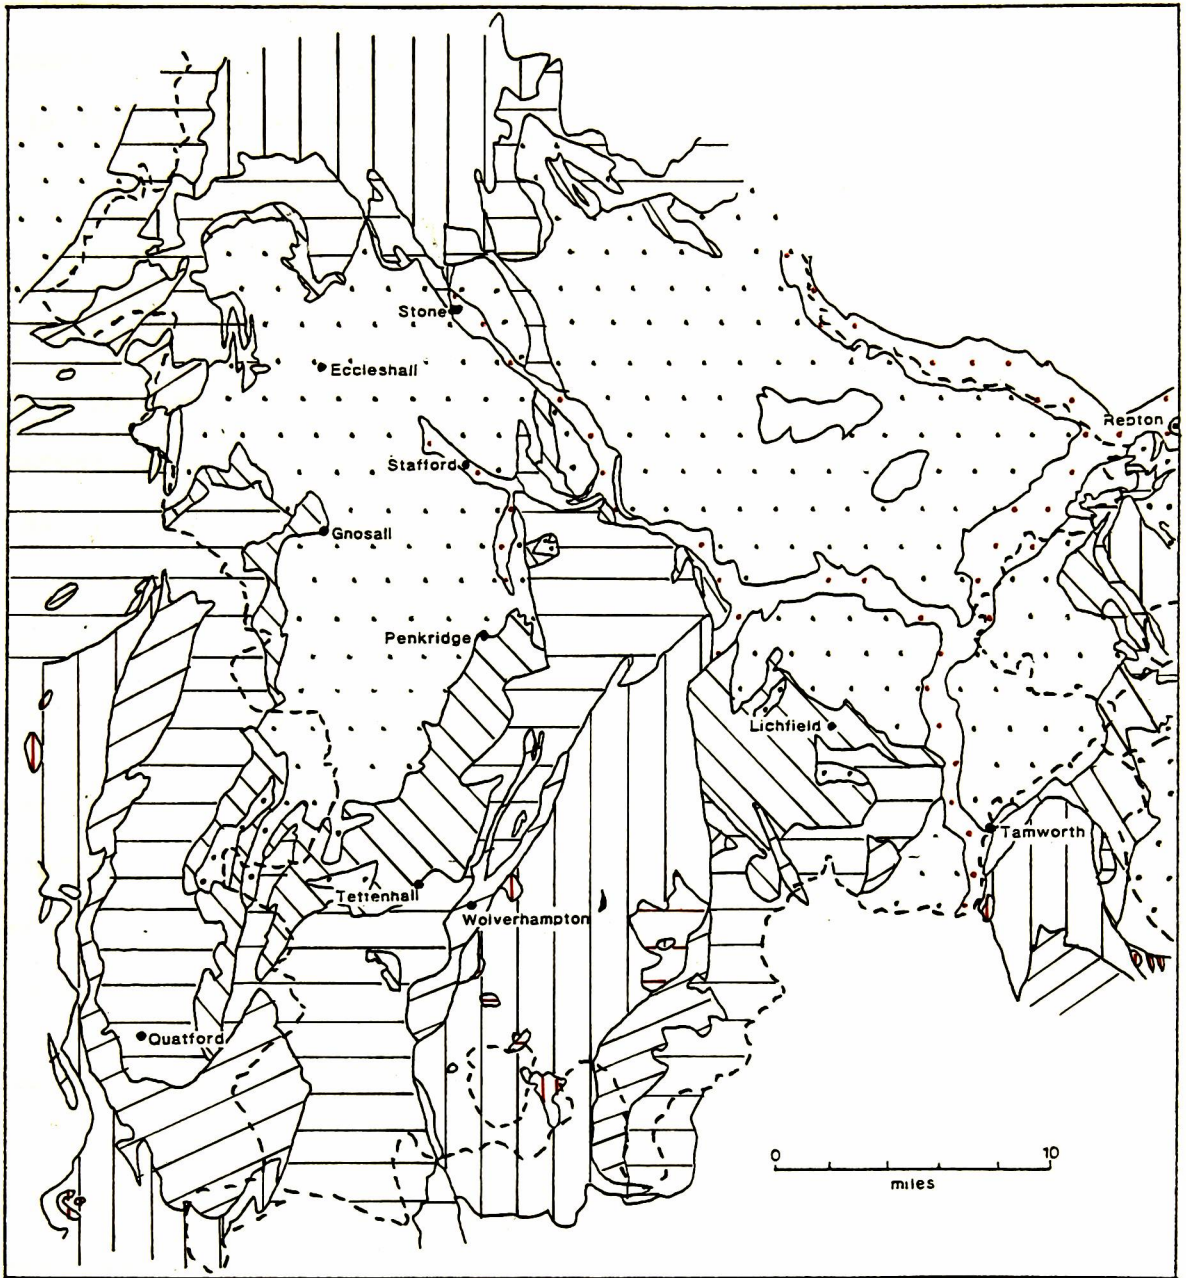 Stone
Eccleshall
Repton
Stafford
Gnosall
Penkridge
Lichfield
Tamworth
Tettenhall
Wolverhampton
Quatford
0 10
miles